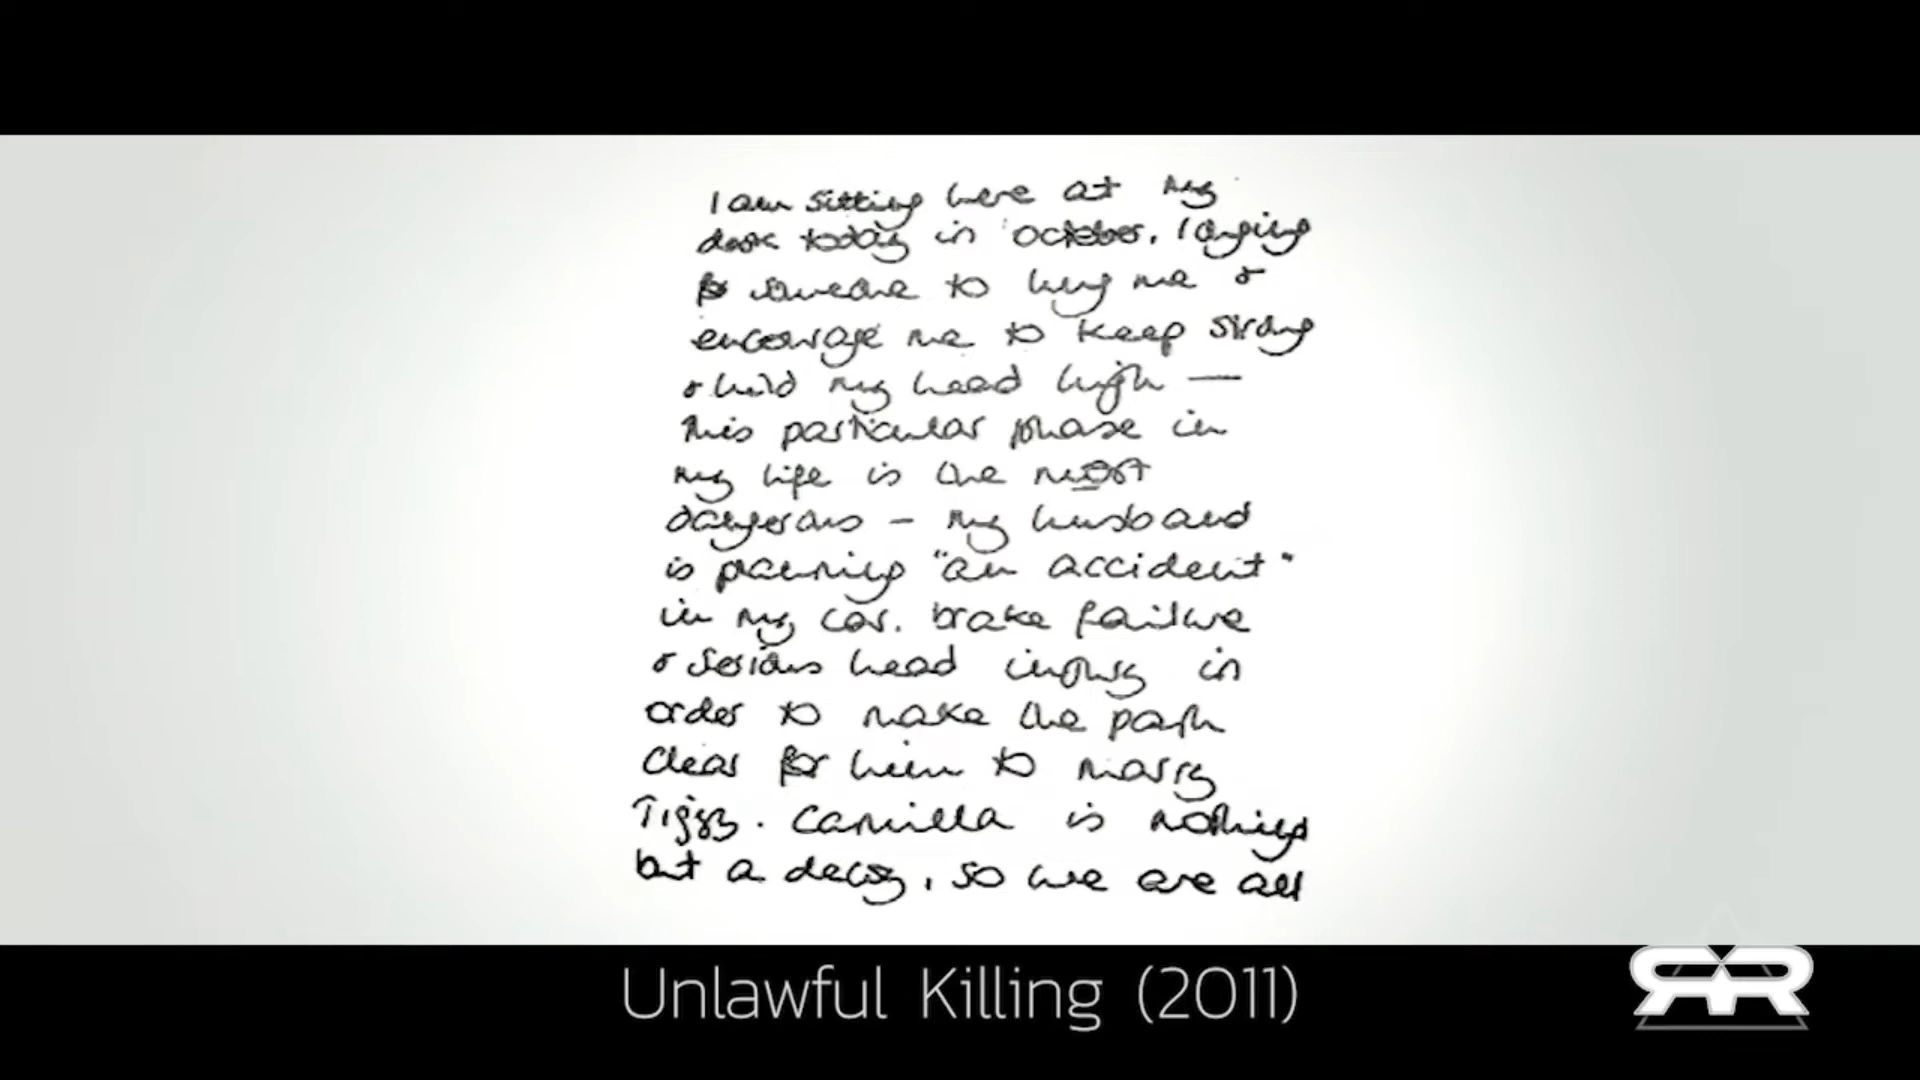 I am sitting here at my
desk today in October, longing
for someone to hug me &
encourage me to keep strong
& hold my head high —
this particular phase in
my life is the most
dangerous – my husband
is planning "an accident"
in my car. brake failure
& serious head injury in
order to make the path
clear for him to marry
Tiggy. Camilla is nothing
but a decoy, so we are all
Unlawful Killing (2011)
RR